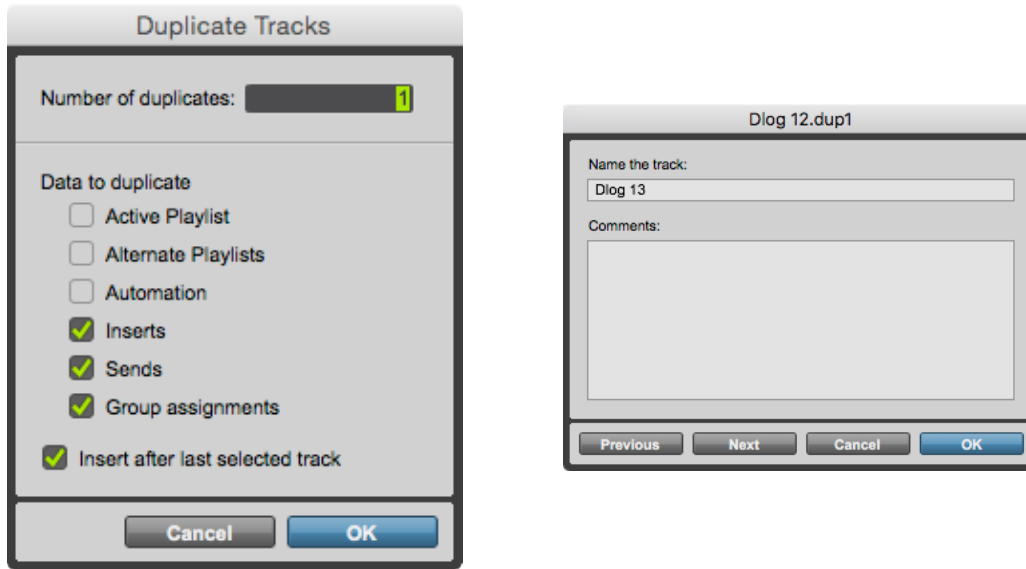 Duplicate Tracks
Number of duplicates: 1
Data to duplicate
Active Playlist
Alternate Playlists
Automation
Inserts
Sends
Group assignments
Insert after last selected track
Cancel OK
Dlog 12.dup1
Name the track:
Dlog 13
Comments:
Previous Next Cancel OK